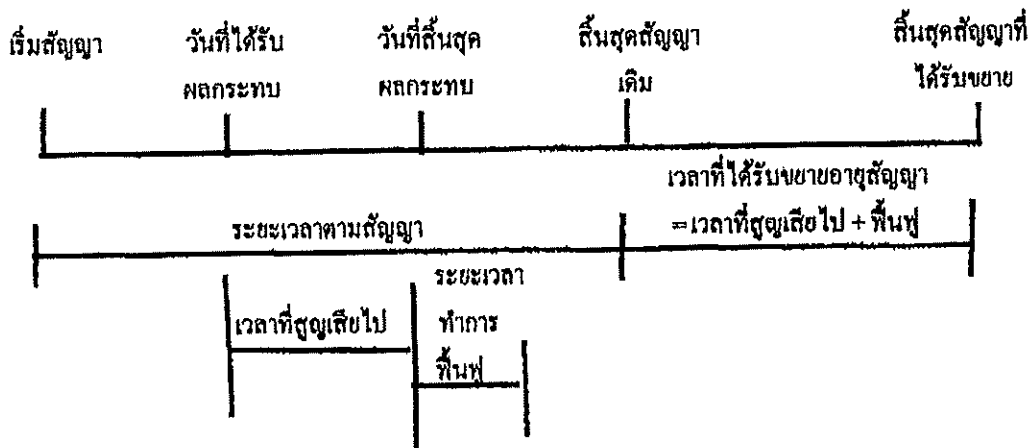 เริ่มสัญญา
วันที่ได้รับ
ผลกระทบ
วันที่สิ้นสุด
ผลกระทบ
สิ้นสุดสัญญา
เดิม
สิ้นสุดสัญญาที่
ได้รับขยาย
เวลาที่ได้รับขยายอายุสัญญา
=เวลาที่สูญเสียไป + ฟื้นฟู
ระยะเวลาตามสัญญา
เวลาที่สูญเสียไป
ระยะเวลา
ทำการ
ฟื้นฟู